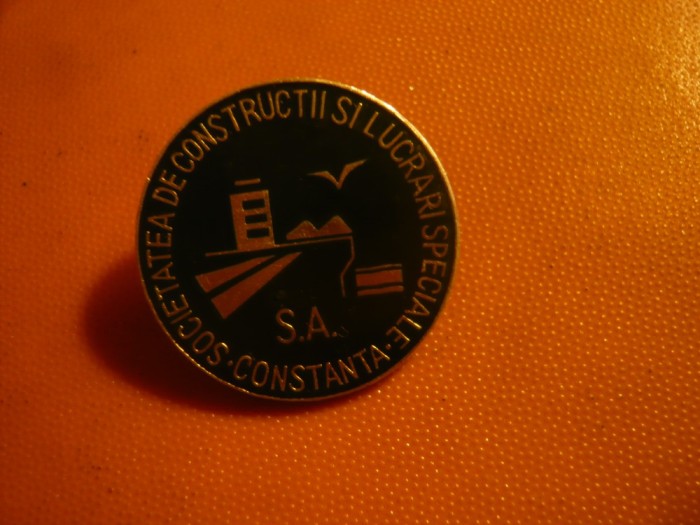 SOCIETATEA DE CONSTRUCTII SI LUCRARI SPECIALE
S.A.
· CONSTANTA ·